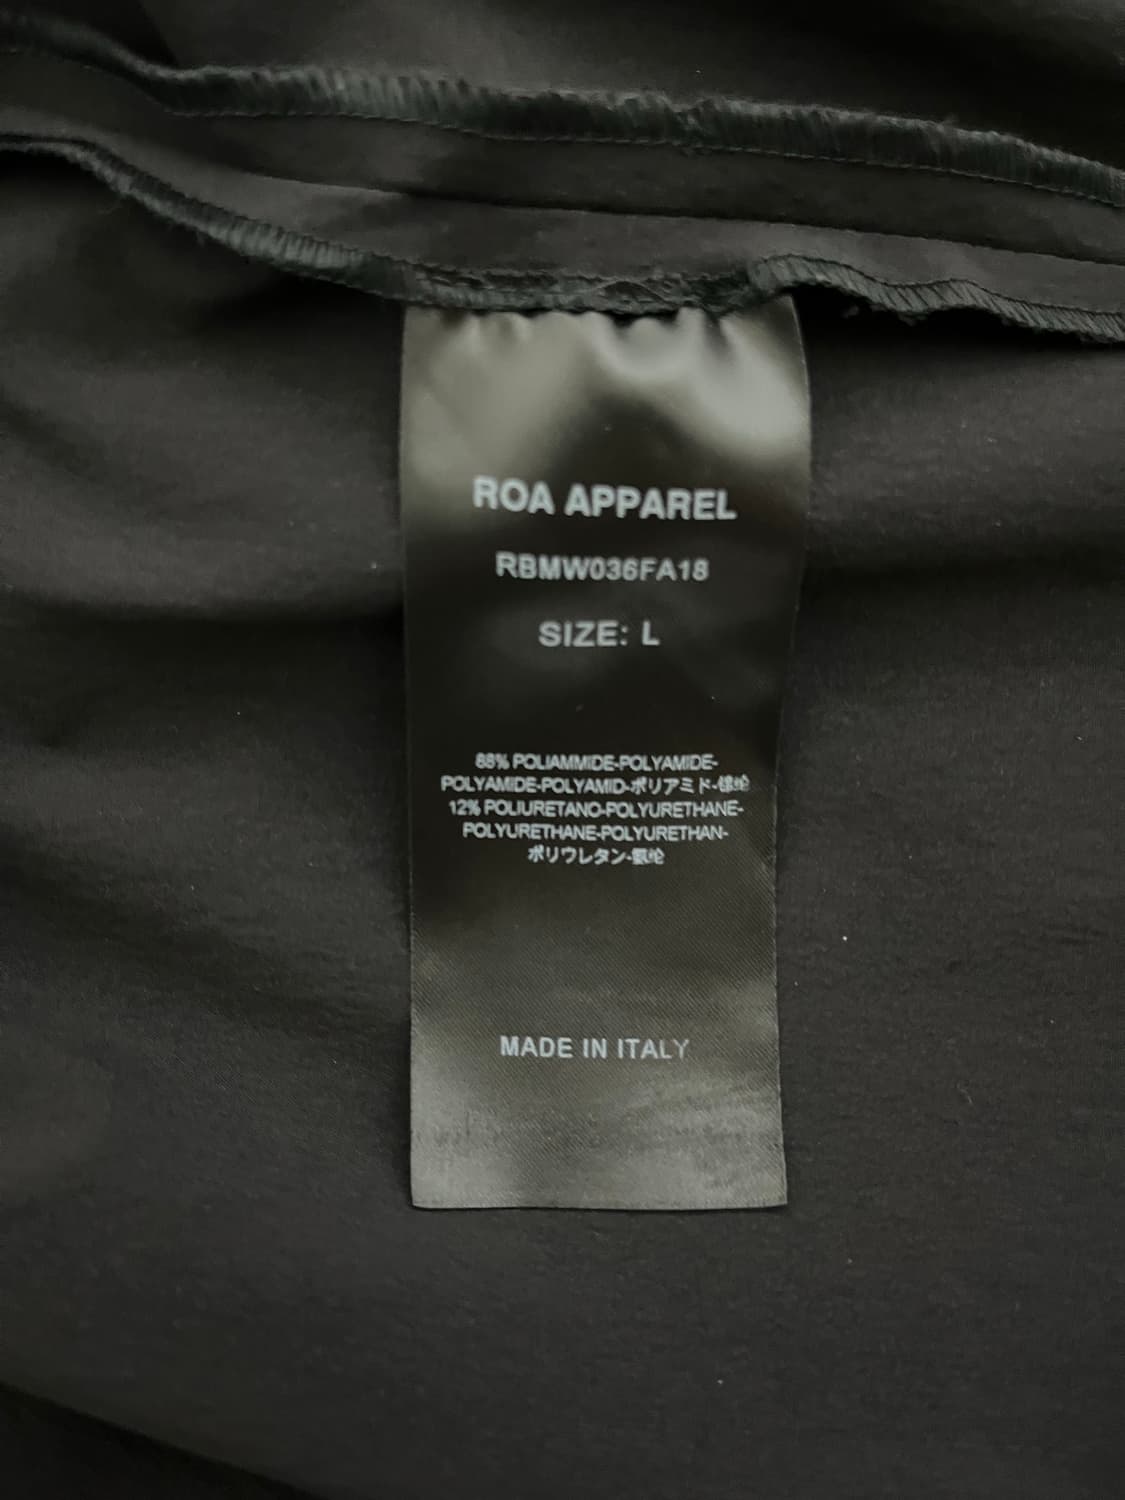 ROA APPAREL
RBMW036FA18
SIZE: L
88% POLIAMMIDE-POLYAMIDE-
POLYAMIDE-POLYAMID-ポリアミド-锦纶
12% POLIURETANO-POLYURETHANE-
POLYURETHANE-POLYURETHAN-
ポリウレタン-氨纶
MADE IN ITALY